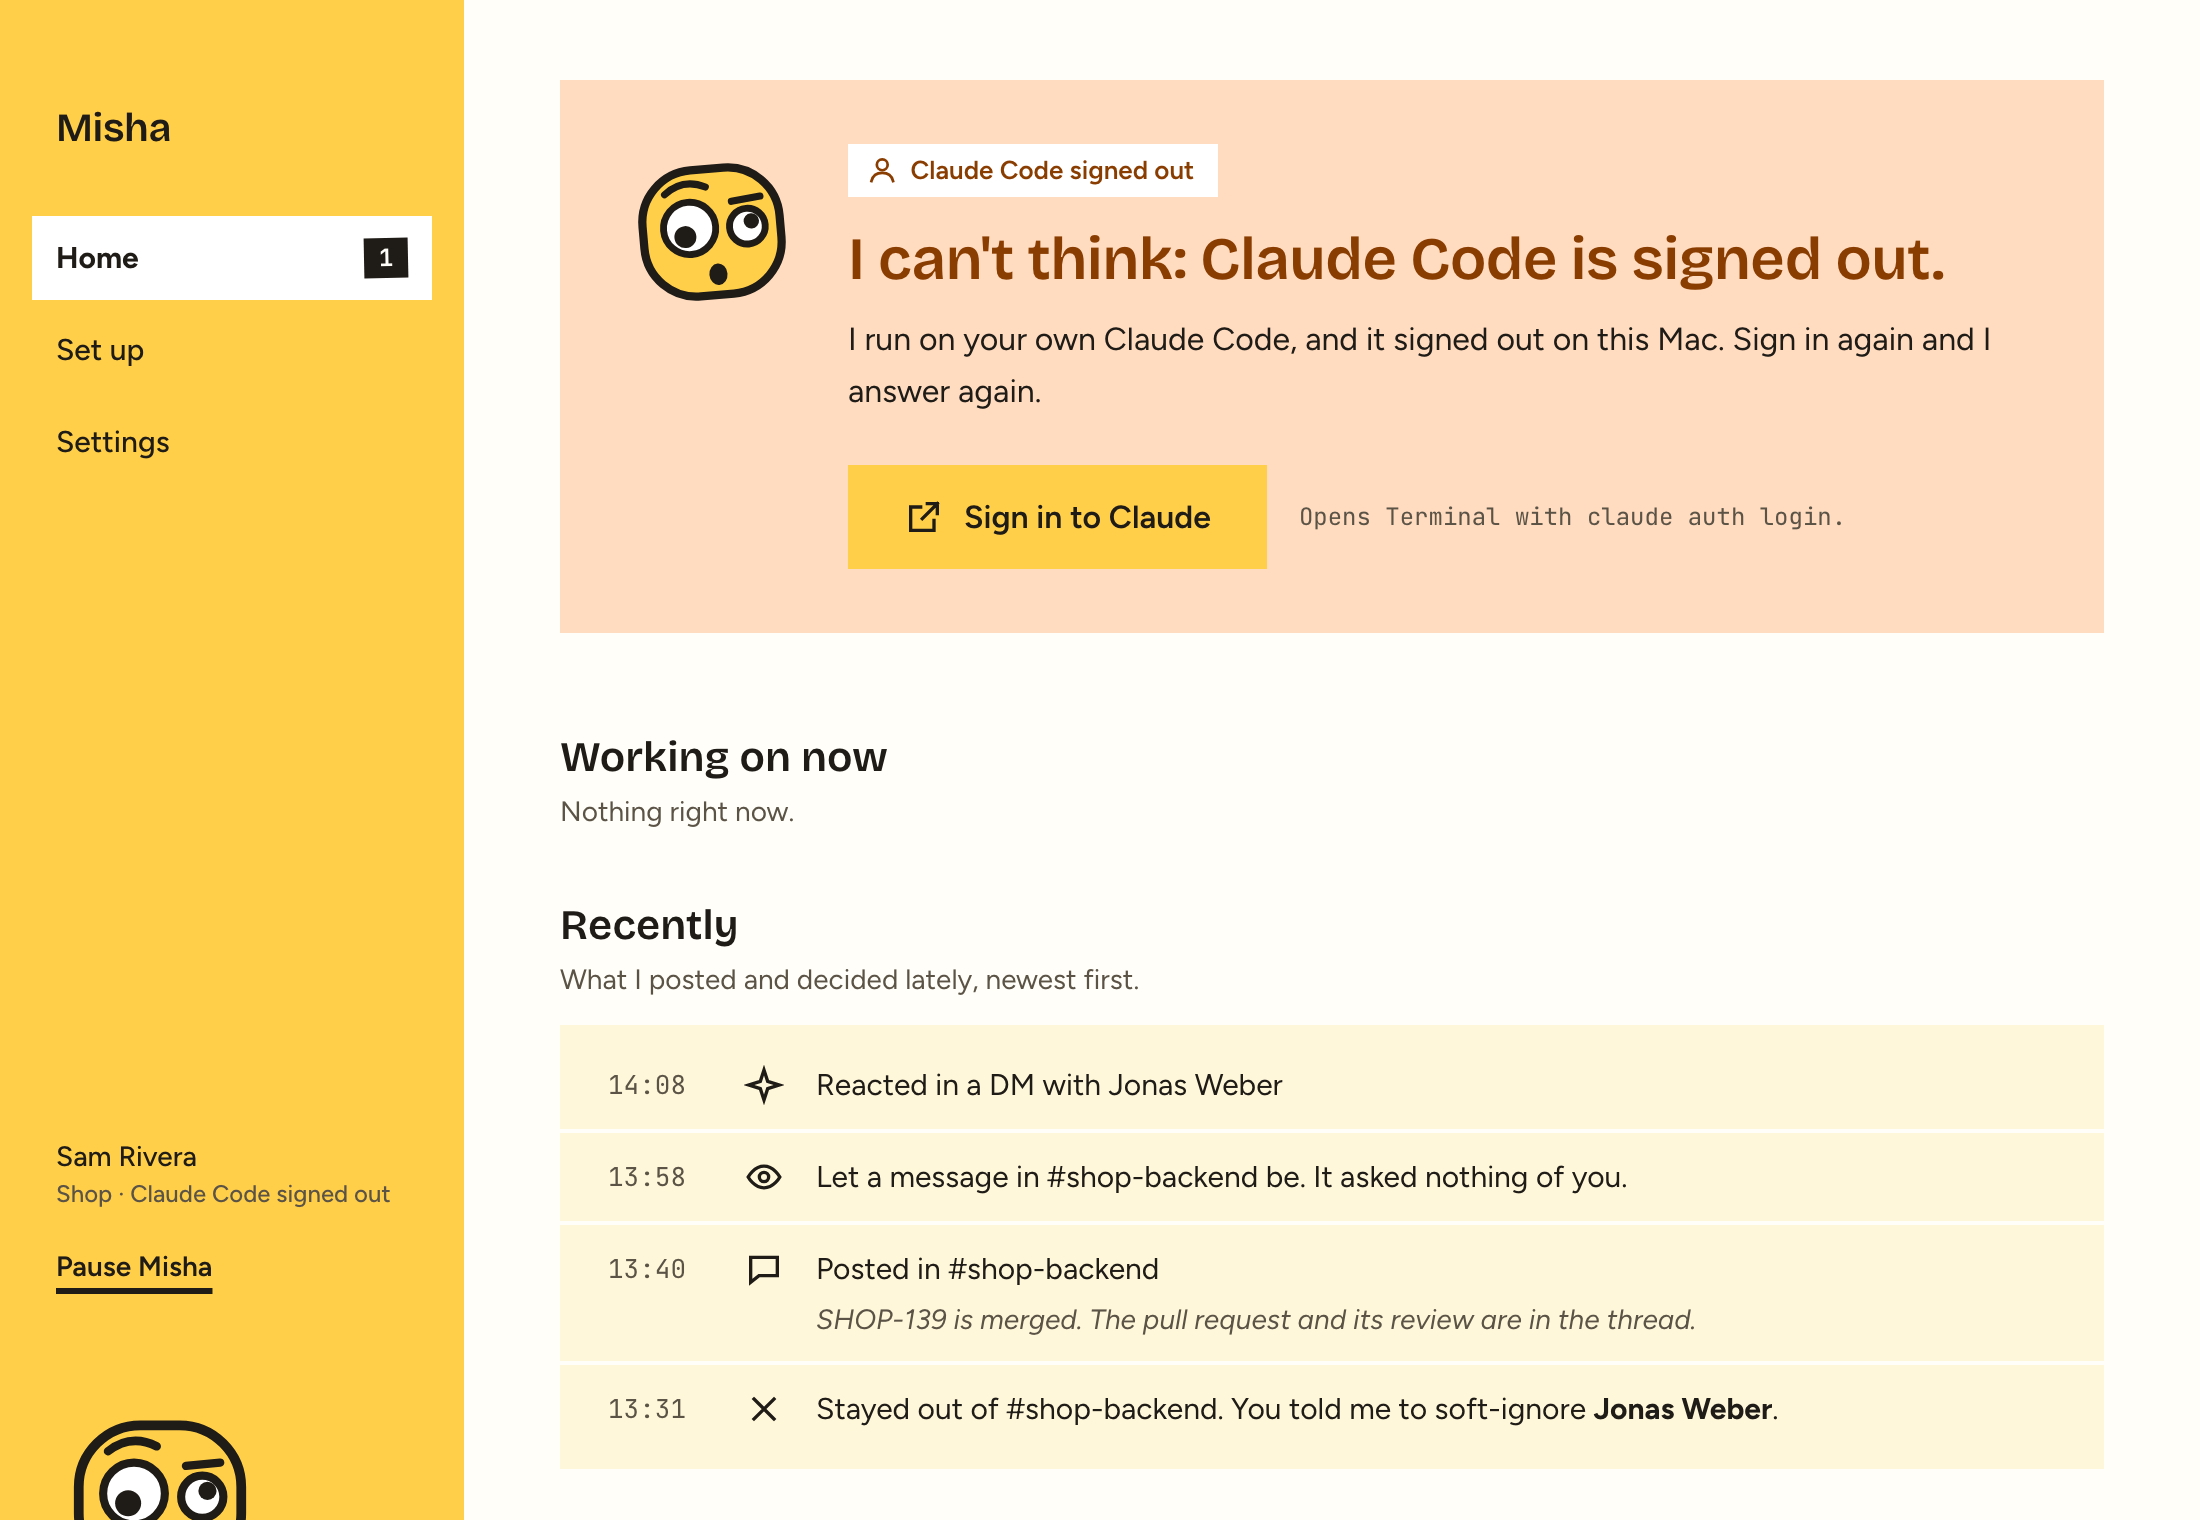 Misha
Home 1
Set up
Settings
Sam Rivera
Shop · Claude Code signed out
Pause Misha
Claude Code signed out
I can't think: Claude Code is signed out.
I run on your own Claude Code, and it signed out on this Mac. Sign in again and I
answer again.
Sign in to Claude
Opens Terminal with claude auth login.
Working on now
Nothing right now.
Recently
What I posted and decided lately, newest first.
14:08 Reacted in a DM with Jonas Weber
13:58 Let a message in #shop-backend be. It asked nothing of you.
13:40 Posted in #shop-backend
SHOP-139 is merged. The pull request and its review are in the thread.
13:31 Stayed out of #shop-backend. You told me to soft-ignore Jonas Weber.